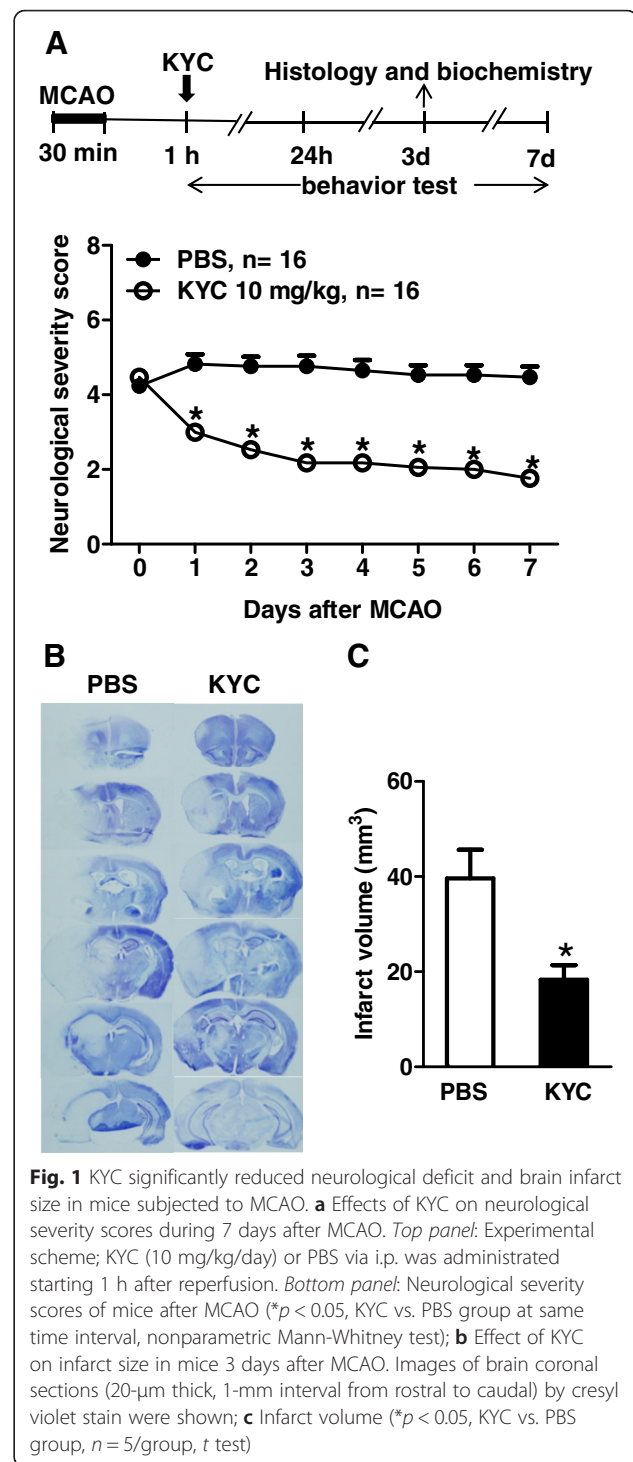 A
KYC
MCAO
Histology and biochemistry
30 min
1 h
24h
3d
7d
behavior test
Neurological severity score
8
6
4
2
0
PBS, n= 16
KYC 10 mg/kg, n= 16
* * * * * * *
0 1 2 3 4 5 6 7
Days after MCAO
B
PBS KYC
C
Infarct volume (mm³)
60
40
20
0
*
PBS KYC
Fig. 1 KYC significantly reduced neurological deficit and brain infarct
size in mice subjected to MCAO. a Effects of KYC on neurological
severity scores during 7 days after MCAO. Top panel: Experimental
scheme; KYC (10 mg/kg/day) or PBS via i.p. was administrated
starting 1 h after reperfusion. Bottom panel: Neurological severity
scores of mice after MCAO (*p < 0.05, KYC vs. PBS group at same
time interval, nonparametric Mann-Whitney test); b Effect of KYC
on infarct size in mice 3 days after MCAO. Images of brain coronal
sections (20-μm thick, 1-mm interval from rostral to caudal) by cresyl
violet stain were shown; c Infarct volume (*p < 0.05, KYC vs. PBS
group, n = 5/group, t test)